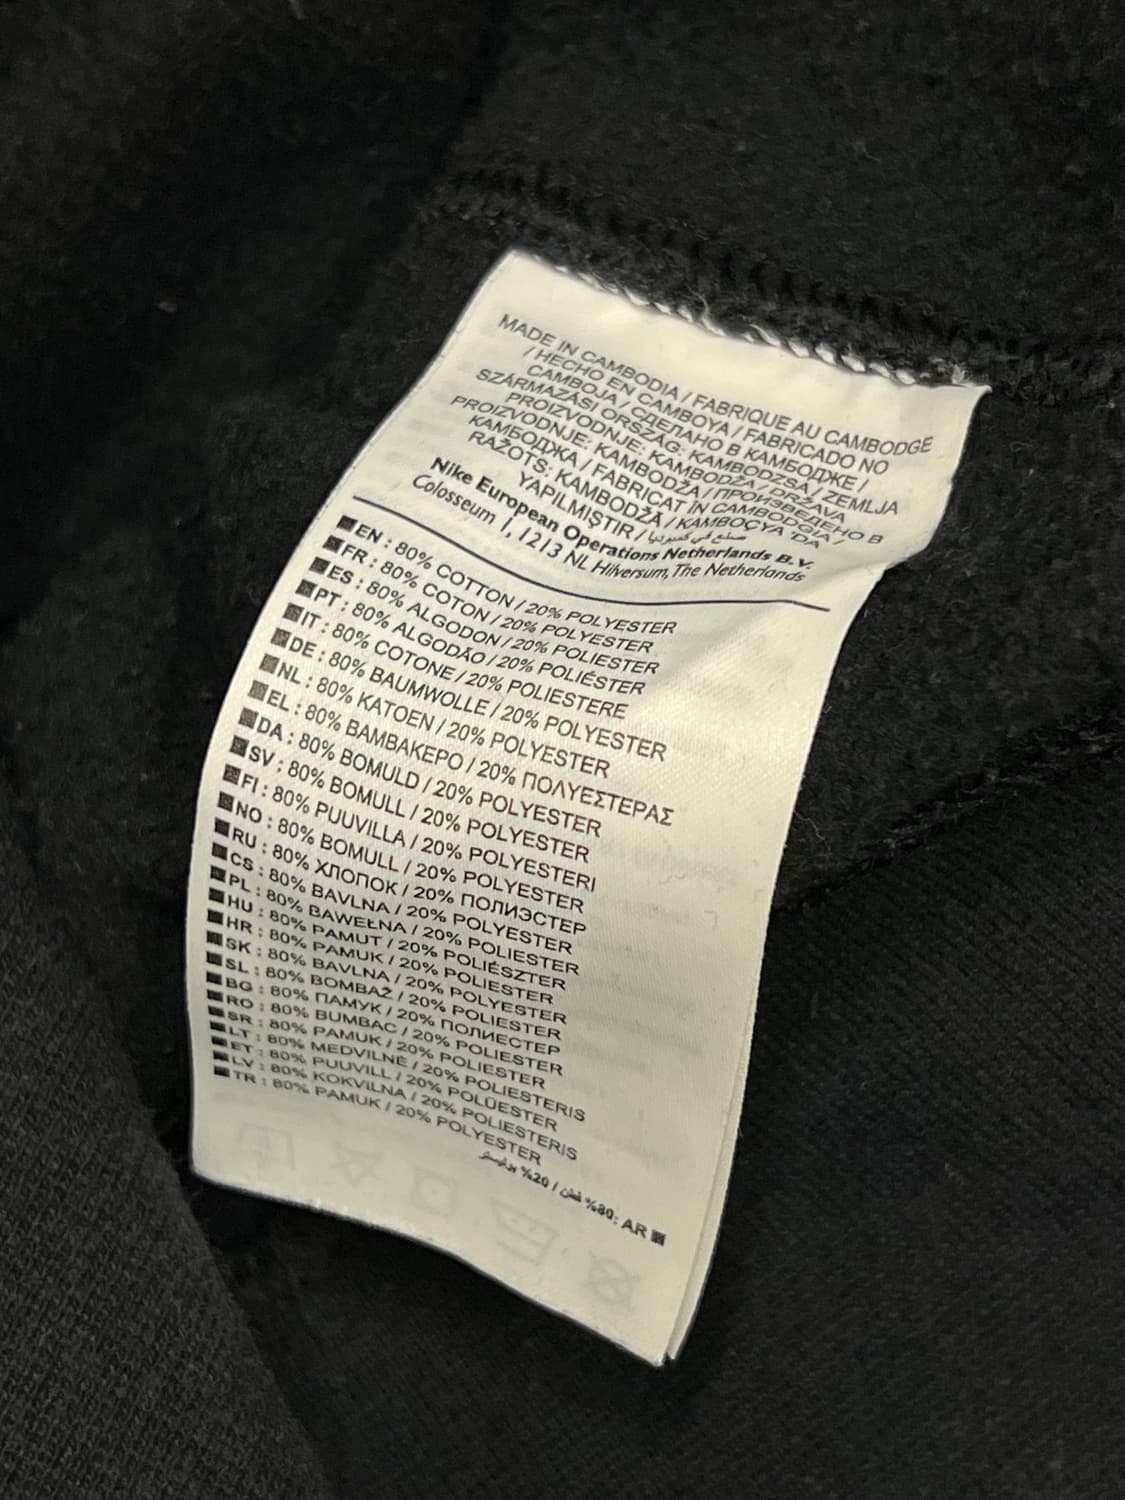 MADE IN CAMBODIA / FABRIQUE AU CAMBODGE
/ HECHO EN CAMBOYA / FABRICADO NO
CAMBOJA / СДЕЛАНО В КАМБОДЖЕ /
SZÁRMAZÁSI ORSZÁG: KAMBODZSA / ZEMLJA
PROIZVODNJE: KAMBODŽA / DRŽAVA
PROIZVODNJE: KAMBODŽA / ПРОИЗВЕДЕНО В
КАМБОДЖА / FABRICAT ÎN CAMBODGIA /
RAŽOTS: KAMBODŽĀ / KAMBOÇYA 'DA
YAPILMIŞTIR / صنع في كمبوديا
Nike European Operations Netherlands B.V.
Colosseum 1, 1213 NL Hilversum, The Netherlands
EN : 80% COTTON / 20% POLYESTER
FR : 80% COTON / 20% POLYESTER
ES : 80% ALGODON / 20% POLIESTER
PT : 80% ALGODÃO / 20% POLIÉSTER
IT : 80% COTONE / 20% POLIESTERE
DE : 80% BAUMWOLLE / 20% POLYESTER
NL : 80% KATOEN / 20% POLYESTER
EL : 80% ΒΑΜΒΑΚΕΡΟ / 20% ΠΟΛΥΕΣΤΕΡΑΣ
DA : 80% BOMULD / 20% POLYESTER
SV : 80% BOMULL / 20% POLYESTER
FI : 80% PUUVILLA / 20% POLYESTERI
NO : 80% BOMULL / 20% POLYESTER
RU : 80% ХЛОПОК / 20% ПОЛИЭСТЕР
CS : 80% BAVLNA / 20% POLYESTER
PL : 80% BAWEŁNA / 20% POLIESTER
HU : 80% PAMUT / 20% POLIÉSZTER
HR : 80% PAMUK / 20% POLIESTER
SK : 80% BAVLNA / 20% POLYESTER
SL : 80% BOMBAŽ / 20% POLIESTER
BG : 80% ПАМУК / 20% ПОЛИЕСТЕР
RO : 80% BUMBAC / 20% POLIESTER
SR : 80% PAMUK / 20% POLIESTER
LT : 80% MEDVILNĖ / 20% POLIESTERIS
ET : 80% PUUVILL / 20% POLÜESTER
LV : 80% KOKVILNA / 20% POLIESTERIS
TR : 80% PAMUK / 20% POLYESTER
AR :80% قطن / 20% بوليستر